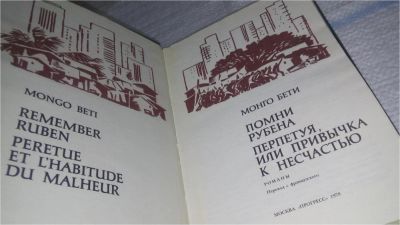 MONGO BETI
REMEMBER
RUBEN
PERETUE
ET L'HABITUDE
DU MALHEUR
МОНГО БЕТИ
ПОМНИ
РУБЕНА
ПЕРПЕТУЯ,
ИЛИ ПРИВЫЧКА
К НЕСЧАСТЬЮ
РОМАНЫ
Перевод с французского
МОСКВА «ПРОГРЕСС» 1978